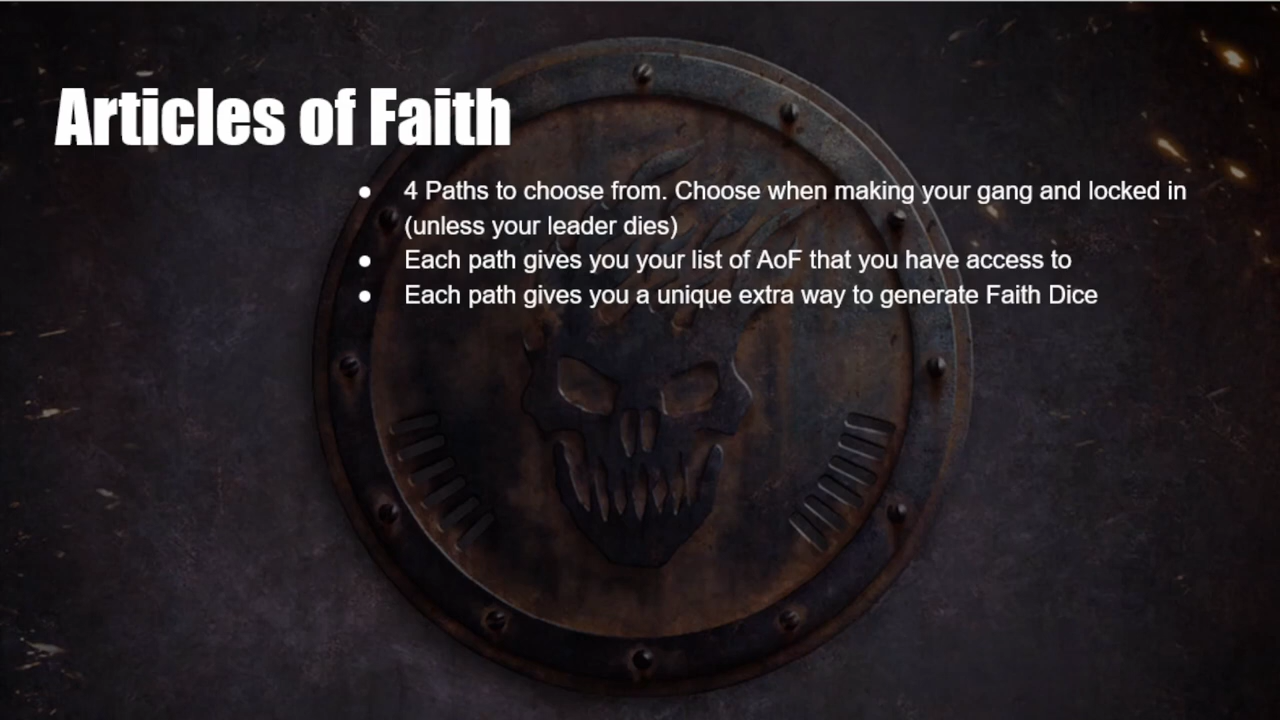 Articles of Faith
● 4 Paths to choose from. Choose when making your gang and locked in
(unless your leader dies)
● Each path gives you your list of AoF that you have access to
● Each path gives you a unique extra way to generate Faith Dice